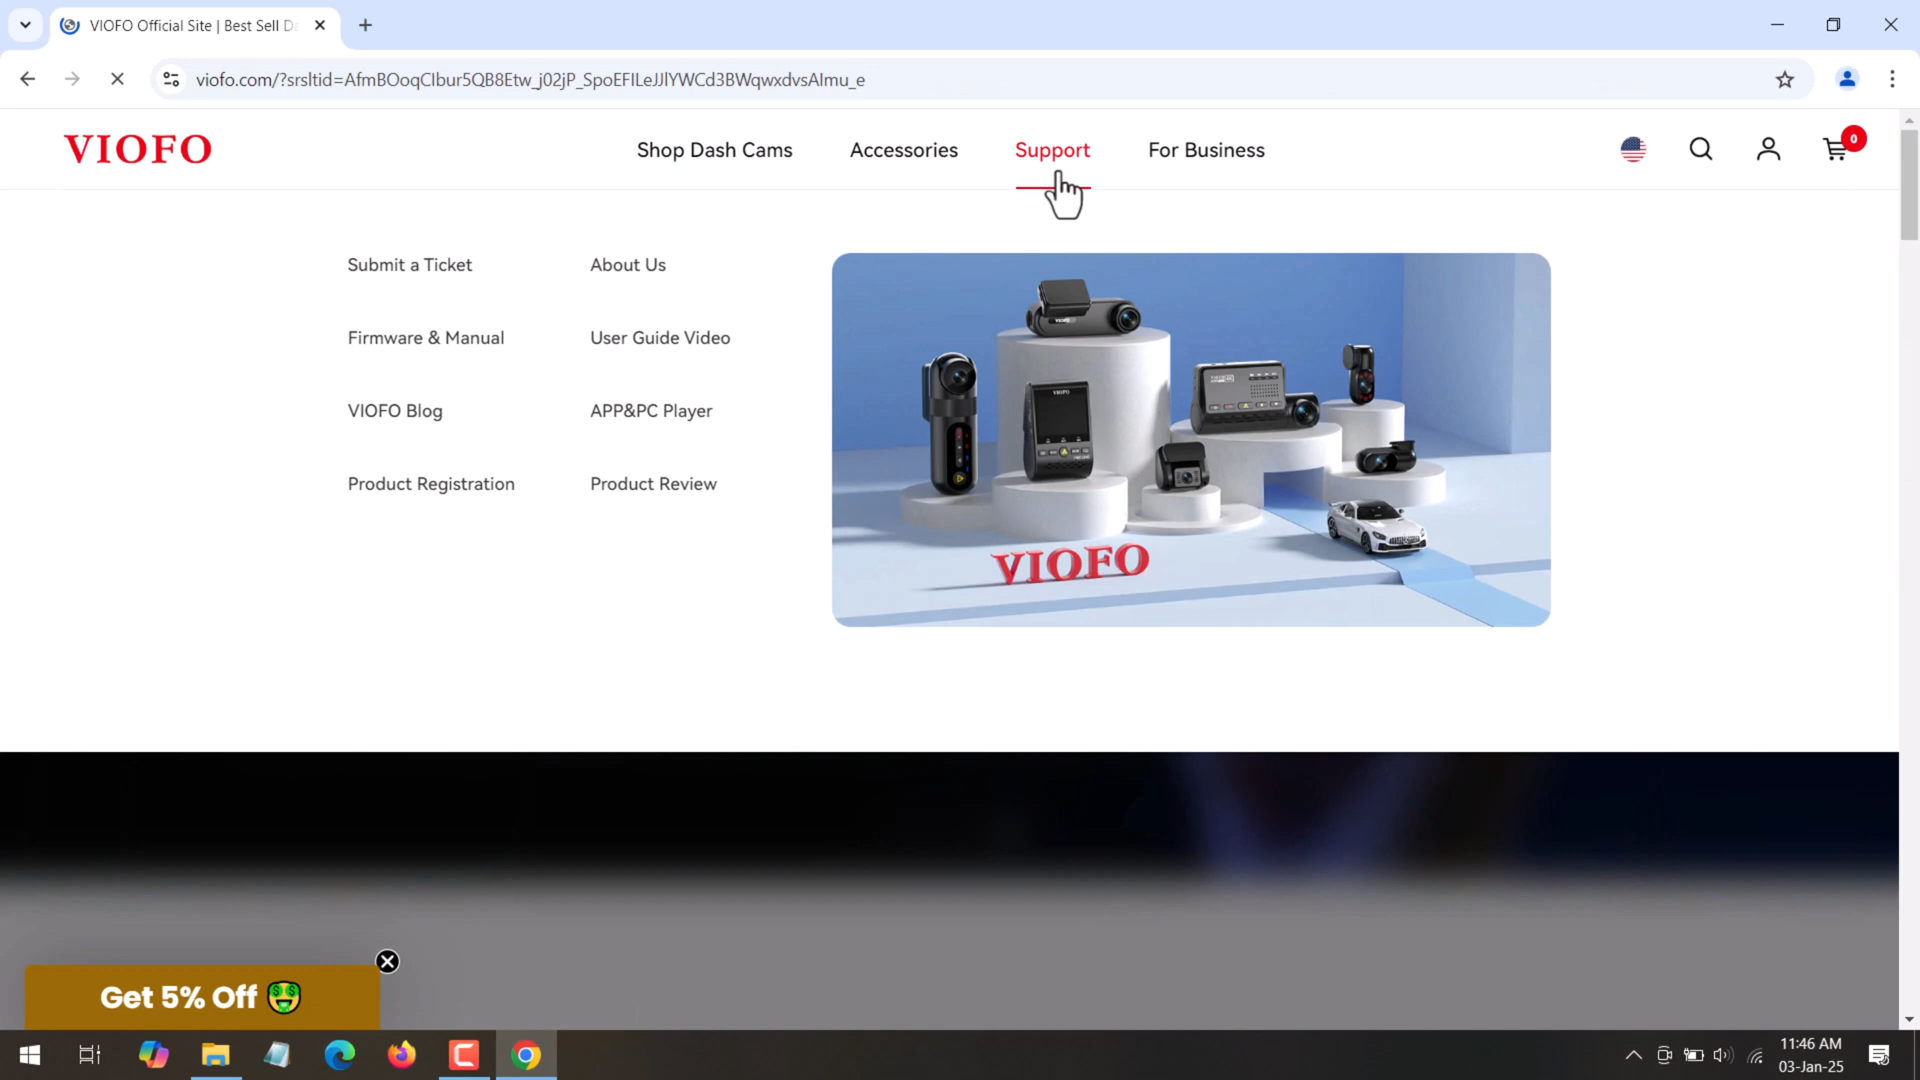 VIOFO Official Site | Best Sell Da
viofo.com/?srsltid=AfmBOoqCIbur5QB8Etw_j02jP_SpoEFILeJJlYWCd3BWqwxdvsAImu_e
VIOFO
Shop Dash Cams
Accessories
Support
For Business
0
Submit a Ticket
About Us
Firmware & Manual
User Guide Video
VIOFO Blog
APP&PC Player
Product Registration
Product Review
VIOFO
Get 5% Off 🤑
11:46 AM
03-Jan-25